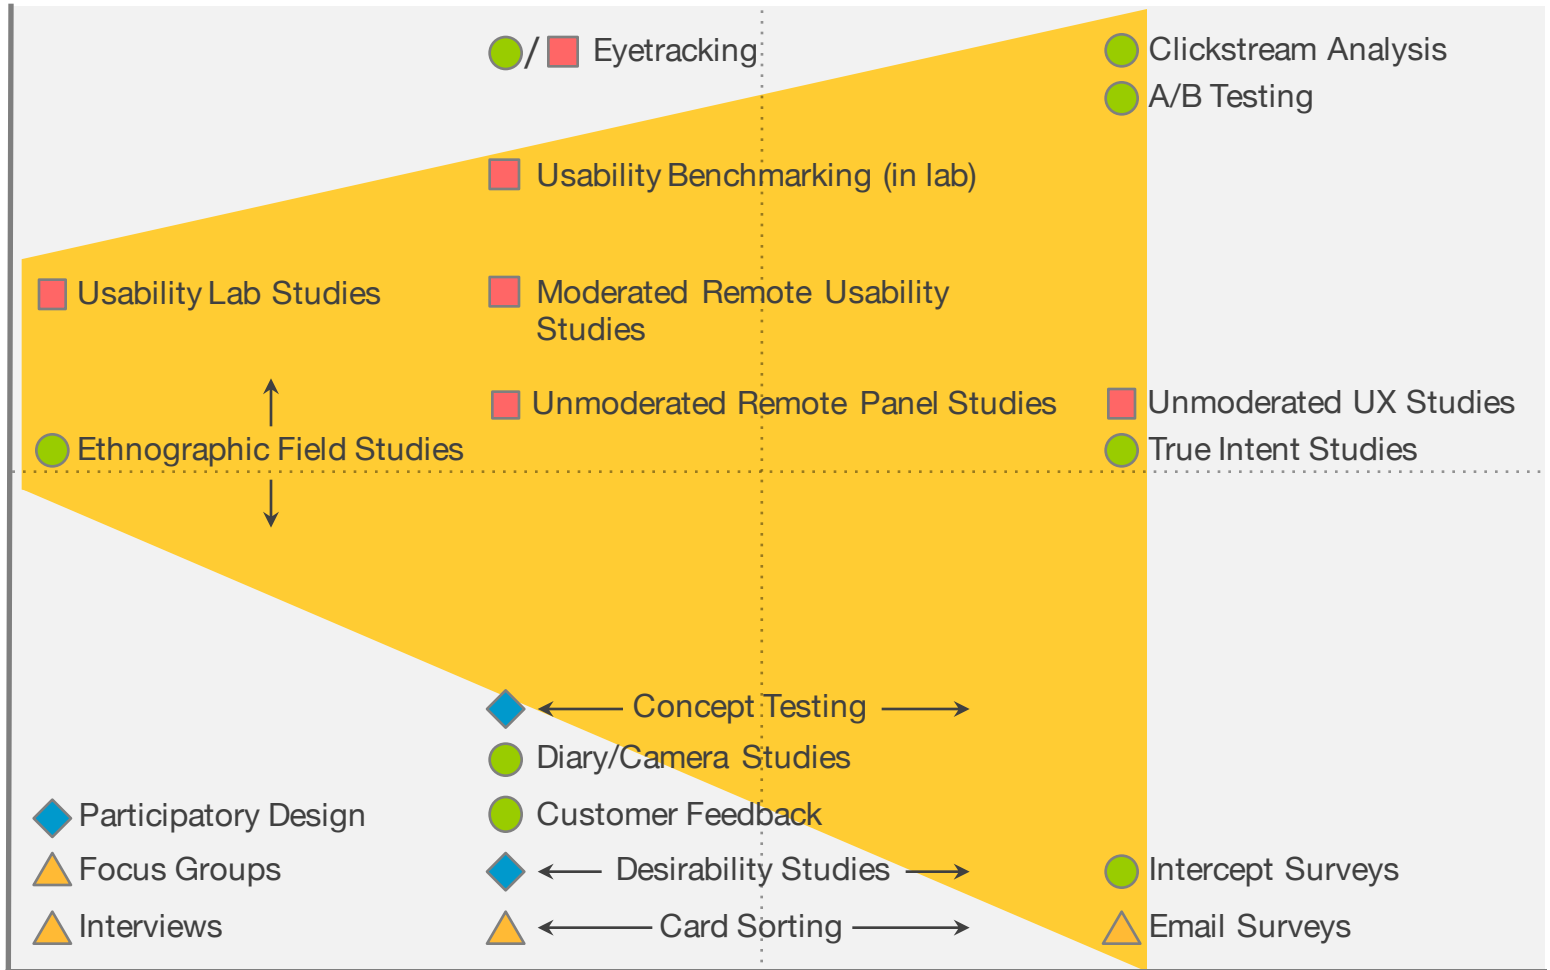 / Eyetracking
Clickstream Analysis
A/B Testing
Usability Benchmarking (in lab)
Usability Lab Studies
Moderated Remote Usability
Studies
Unmoderated Remote Panel Studies
Unmoderated UX Studies
Ethnographic Field Studies
True Intent Studies
Concept Testing
Diary/Camera Studies
Participatory Design
Customer Feedback
Focus Groups
Desirability Studies
Intercept Surveys
Interviews
Card Sorting
Email Surveys